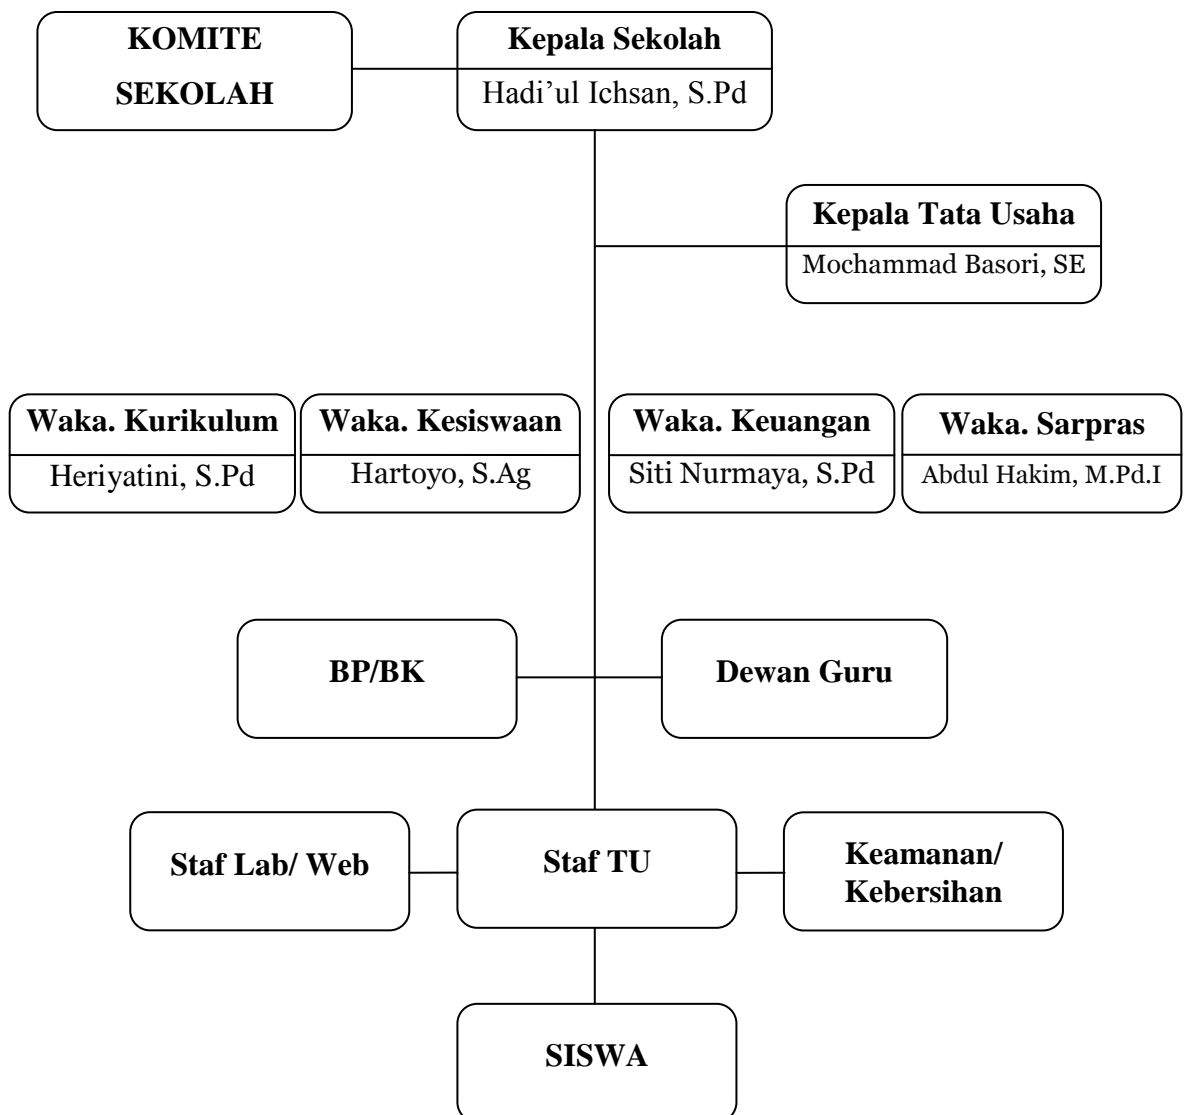 KOMITE
SEKOLAH
Kepala Sekolah
Hadi’ul Ichsan, S.Pd
Kepala Tata Usaha
Mochammad Basori, SE
Waka. Kurikulum
Heriyatini, S.Pd
Waka. Kesiswaan
Hartoyo, S.Ag
Waka. Keuangan
Siti Nurmaya, S.Pd
Waka. Sarpras
Abdul Hakim, M.Pd.I
BP/BK
Dewan Guru
Staf Lab/ Web
Staf TU
Keamanan/
Kebersihan
SISWA